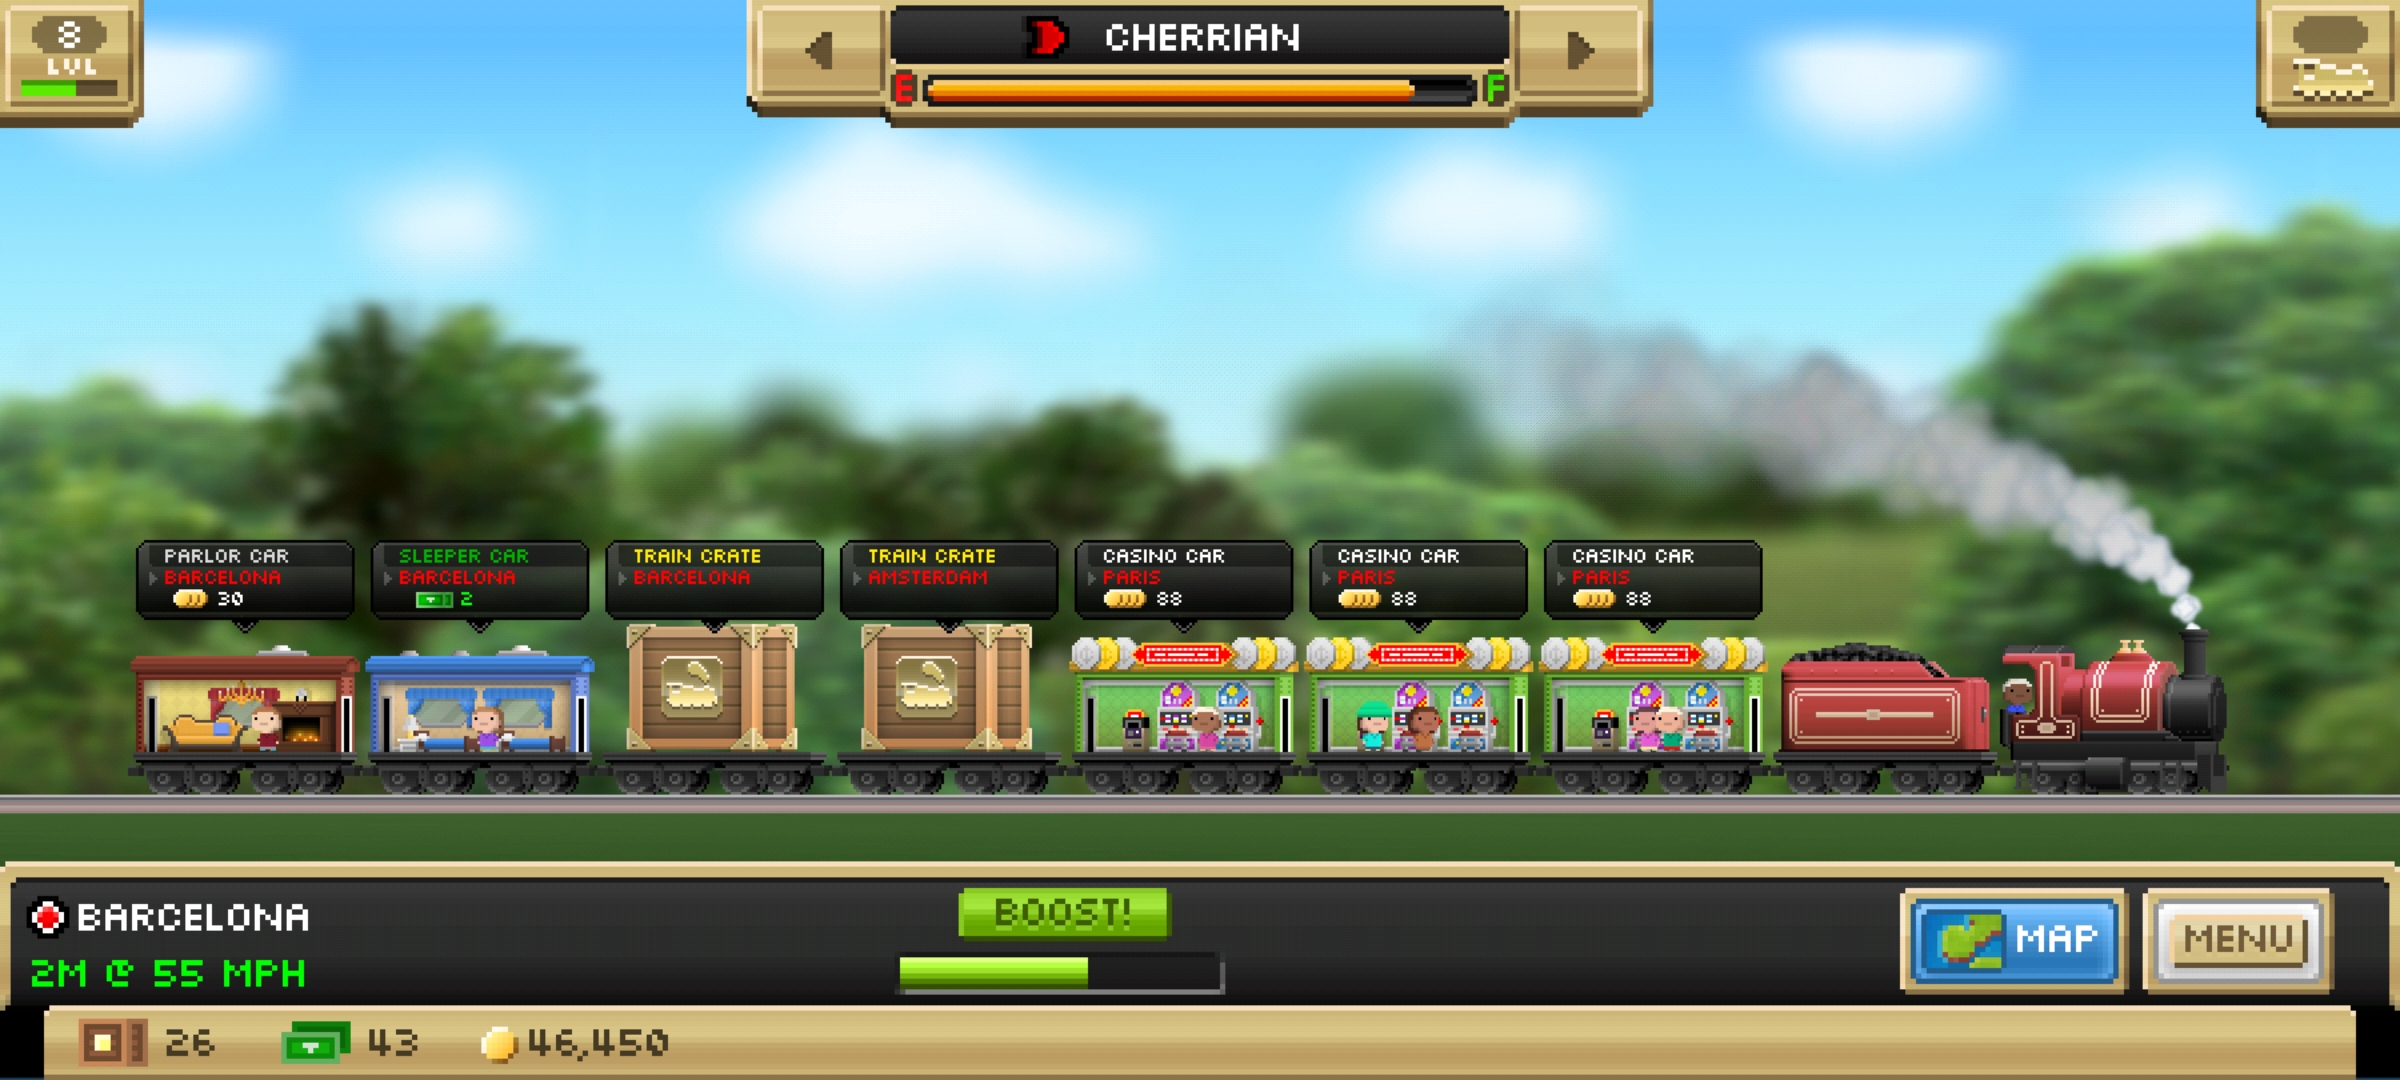 8
LVL
CHERRIAN
E
F
PARLOR CAR
BARCELONA
30
SLEEPER CAR
BARCELONA
2
TRAIN CRATE
BARCELONA
TRAIN CRATE
AMSTERDAM
CASINO CAR
PARIS
88
CASINO CAR
PARIS
88
CASINO CAR
PARIS
88
BARCELONA
2M @ 55 MPH
BOOST!
MAP
MENU
26
43
46,450